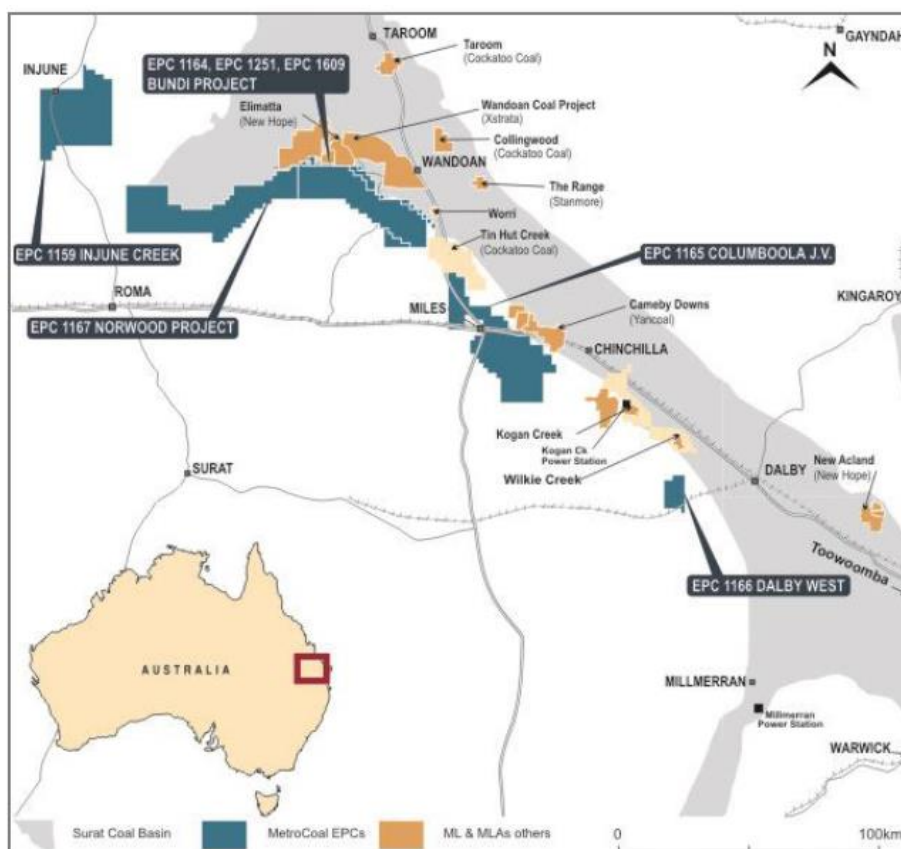 TAROOM
GAYNDAH
N
INJUNE
EPC 1164, EPC 1251, EPC 1609
BUNDI PROJECT
Taroom
(Cockatoo Coal)
Elimatta
(New Hope)
Wandoan Coal Project
(Xstrata)
Collingwood
(Cockatoo Coal)
WANDOAN
The Range
(Stanmore)
Worri
Tin Hut Creek
(Cockatoo Coal)
EPC 1159 INJUNE CREEK
EPC 1165 COLUMBOOLA J.V.
ROMA
KINGAROY
EPC 1167 NORWOOD PROJECT
MILES
Cameby Downs
(Yancoal)
CHINCHILLA
Kogan Creek
Kogan Ck
Power Station
Wilkie Creek
SURAT
DALBY
New Acland
(New Hope)
Toowoomba
EPC 1166 DALBY WEST
AUSTRALIA
MILLMERRAN
Millmerran
Power Station
WARWICK
Surat Coal Basin
MetroCoal EPCs
ML & MLAs others
0
100km